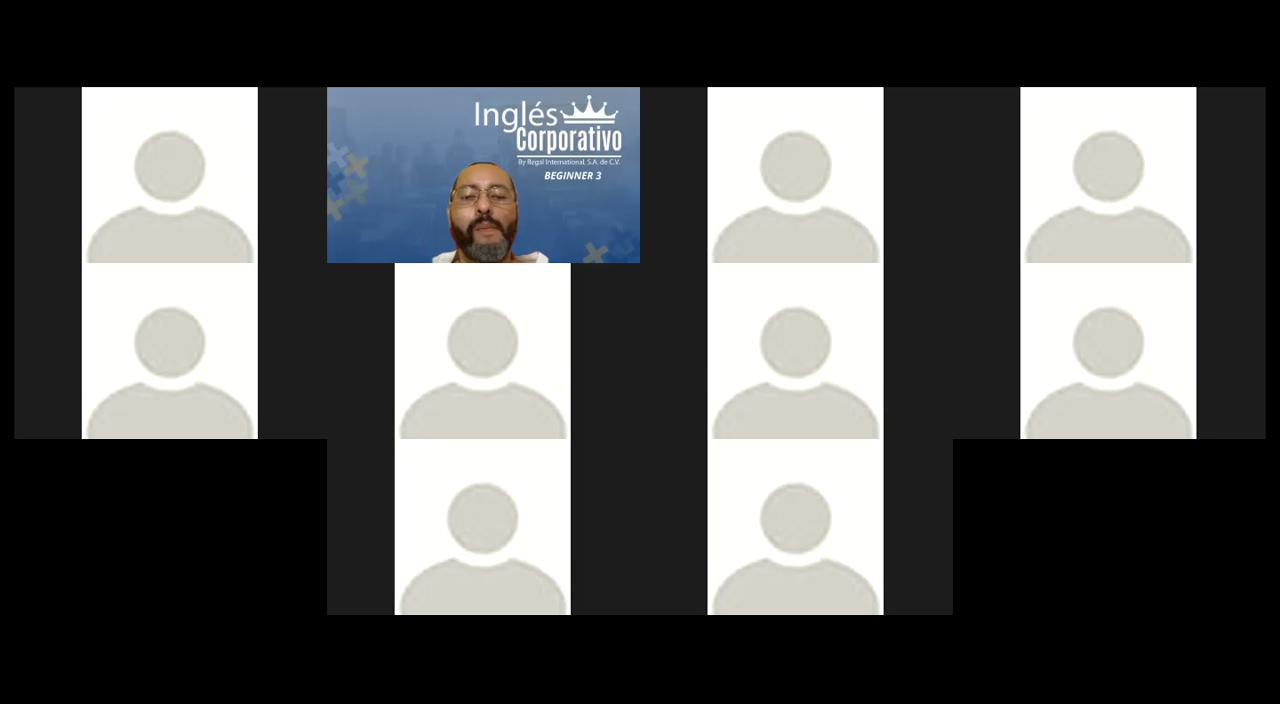 Inglés
Corporativo
By Regal International, S.A. de C.V.
BEGINNER 3